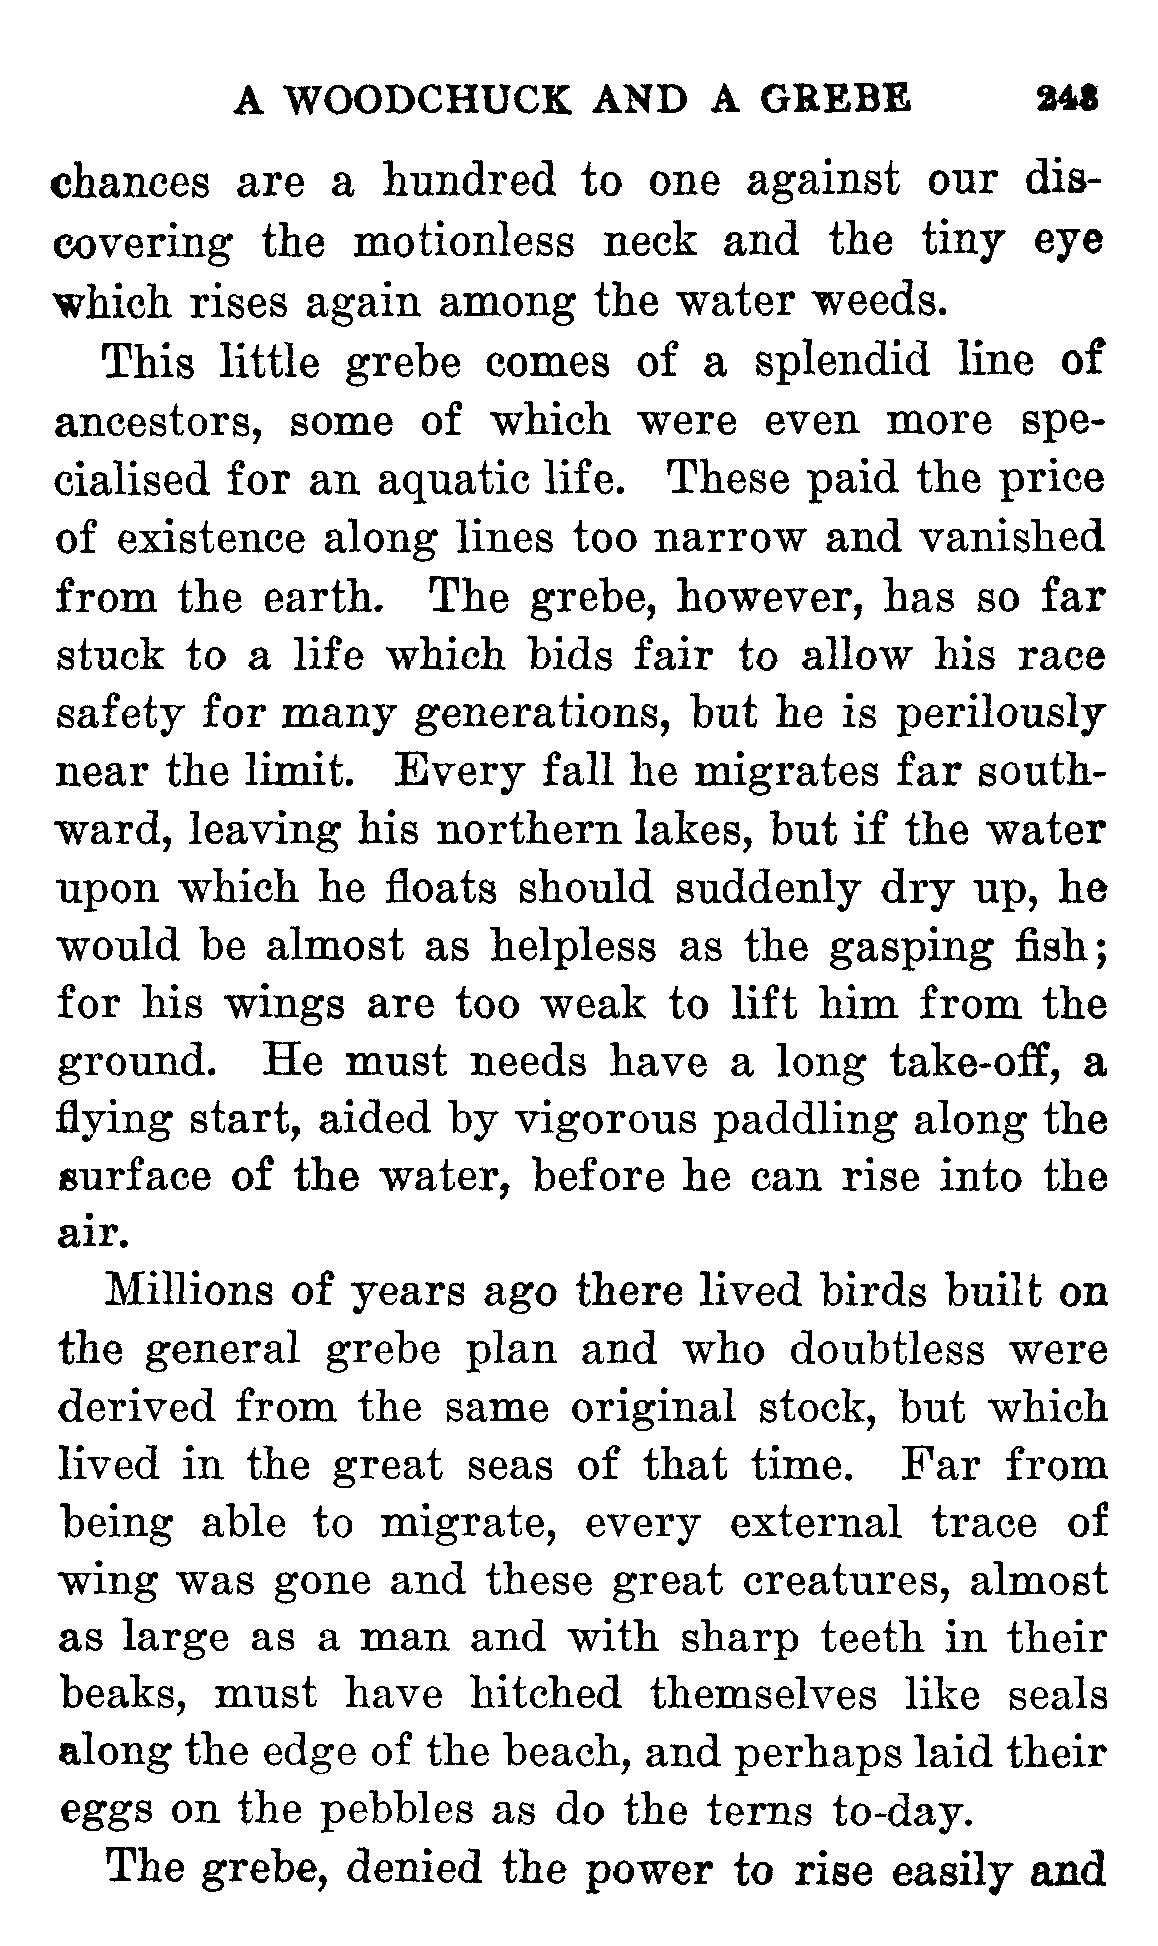 A WOODCHUCK AND A GREBE 243
chances are a hundred to one against our dis-
covering the motionless neck and the tiny eye
which rises again among the water weeds.
This little grebe comes of a splendid line of
ancestors, some of which were even more spe-
cialised for an aquatic life. These paid the price
of existence along lines too narrow and vanished
from the earth. The grebe, however, has so far
stuck to a life which bids fair to allow his race
safety for many generations, but he is perilously
near the limit. Every fall he migrates far south-
ward, leaving his northern lakes, but if the water
upon which he floats should suddenly dry up, he
would be almost as helpless as the gasping fish;
for his wings are too weak to lift him from the
ground. He must needs have a long take-off, a
flying start, aided by vigorous paddling along the
surface of the water, before he can rise into the
air.
Millions of years ago there lived birds built on
the general grebe plan and who doubtless were
derived from the same original stock, but which
lived in the great seas of that time. Far from
being able to migrate, every external trace of
wing was gone and these great creatures, almost
as large as a man and with sharp teeth in their
beaks, must have hitched themselves like seals
along the edge of the beach, and perhaps laid their
eggs on the pebbles as do the terns to-day.
The grebe, denied the power to rise easily and